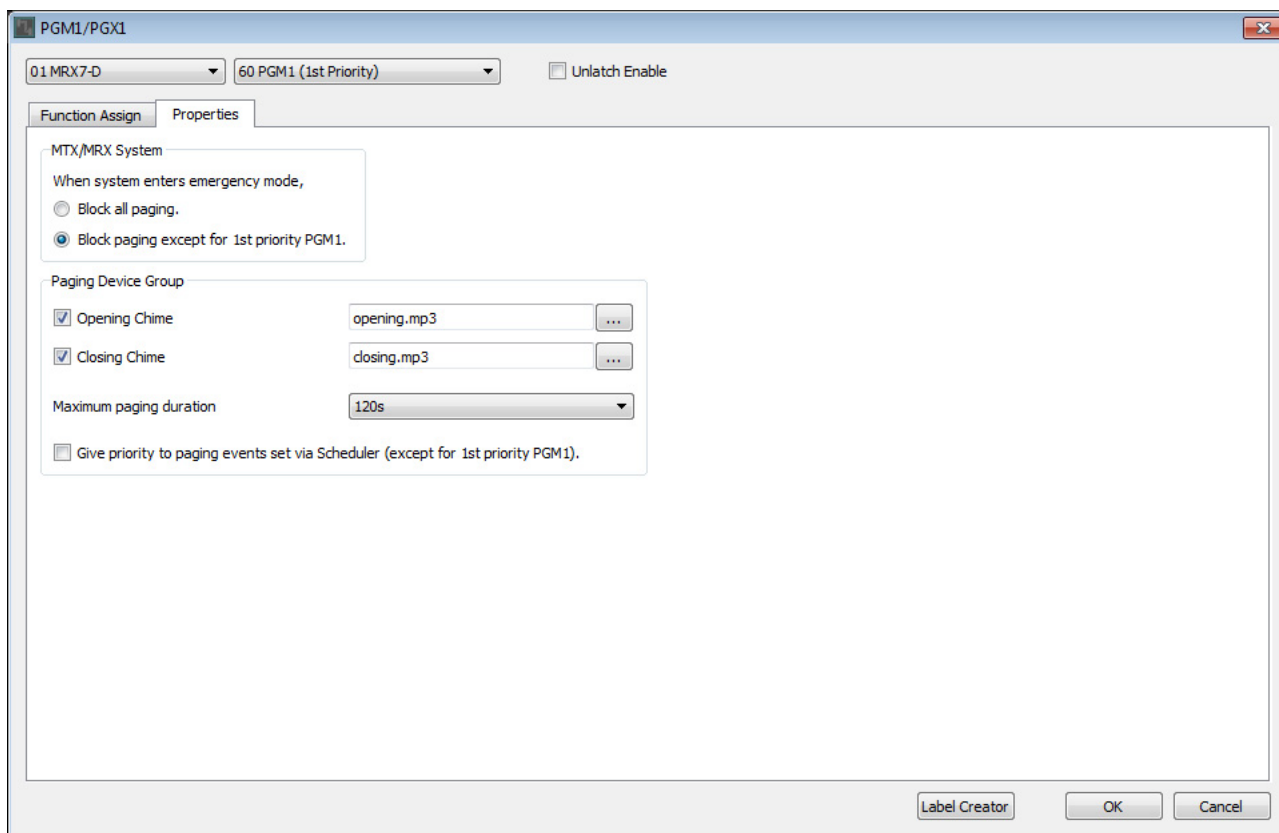 PGM1/PGX1
01 MRX7-D 60 PGM1 (1st Priority) Unlatch Enable
Function Assign Properties
MTX/MRX System
When system enters emergency mode,
Block all paging.
Block paging except for 1st priority PGM1.
Paging Device Group
Opening Chime opening.mp3 ...
Closing Chime closing.mp3 ...
Maximum paging duration 120s
Give priority to paging events set via Scheduler (except for 1st priority PGM1).
Label Creator OK Cancel